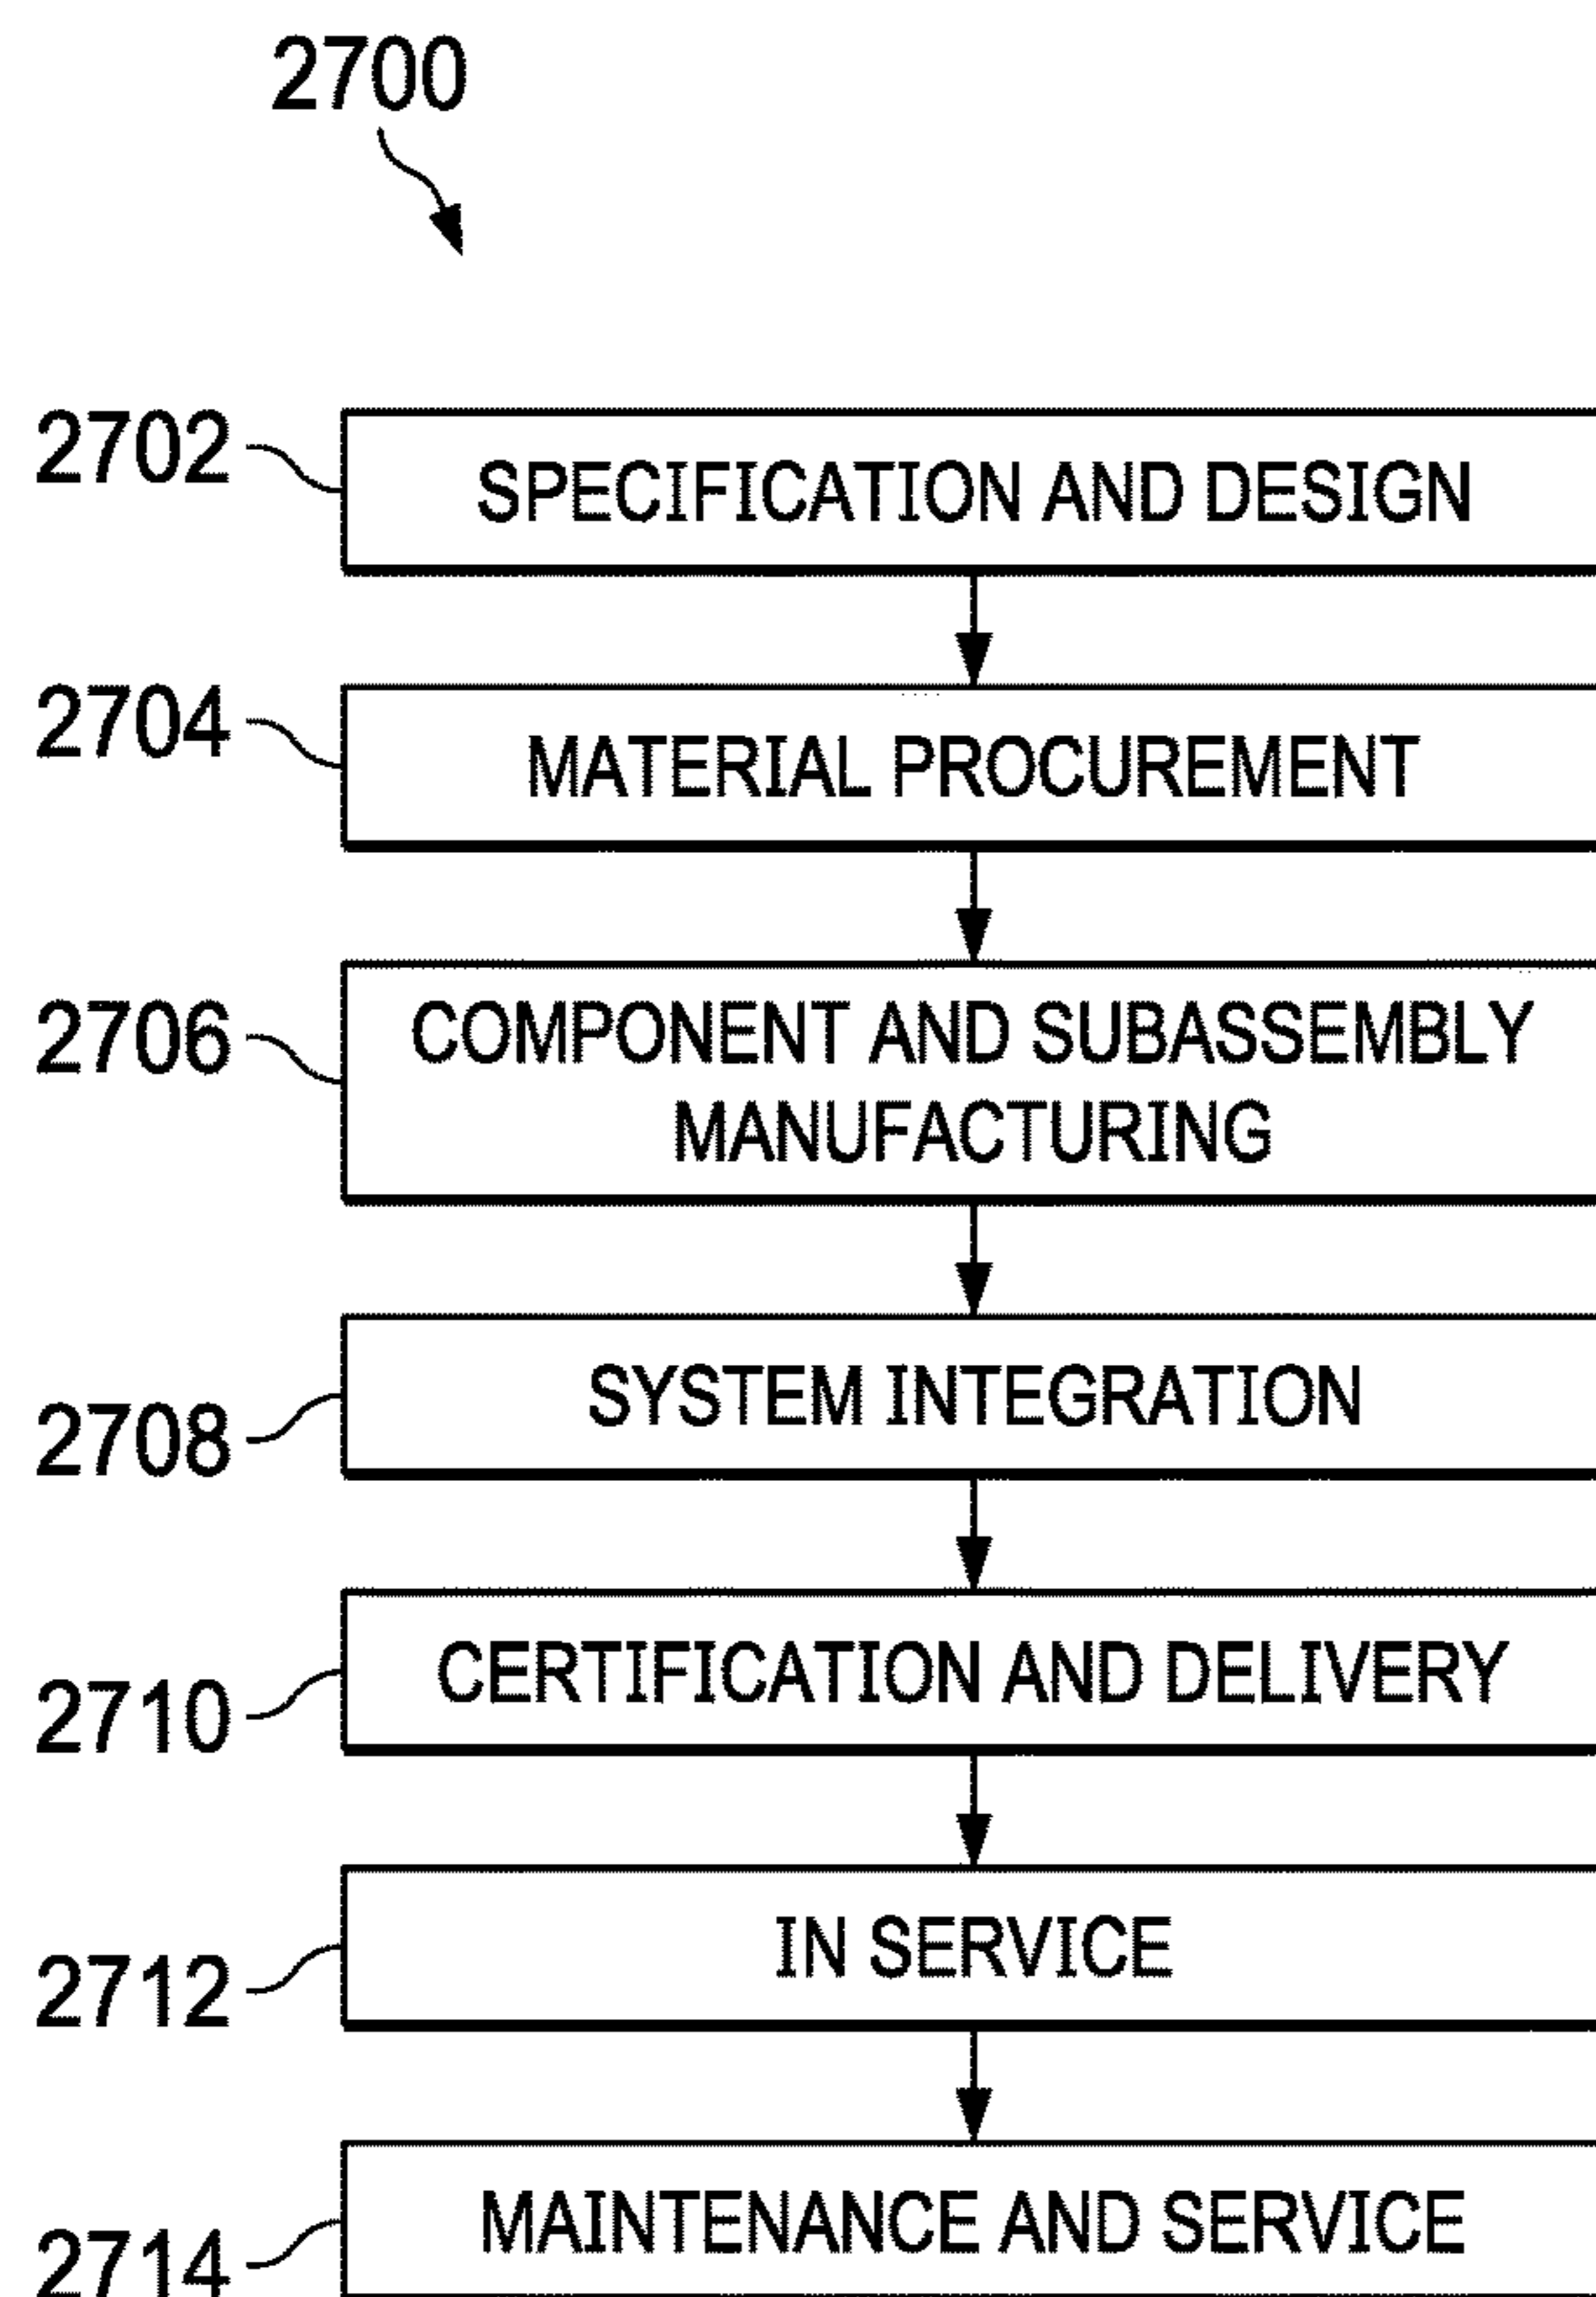 2700
2702 SPECIFICATION AND DESIGN
2704 MATERIAL PROCUREMENT
2706 COMPONENT AND SUBASSEMBLY
MANUFACTURING
2708 SYSTEM INTEGRATION
2710 CERTIFICATION AND DELIVERY
2712 IN SERVICE
2714 MAINTENANCE AND SERVICE